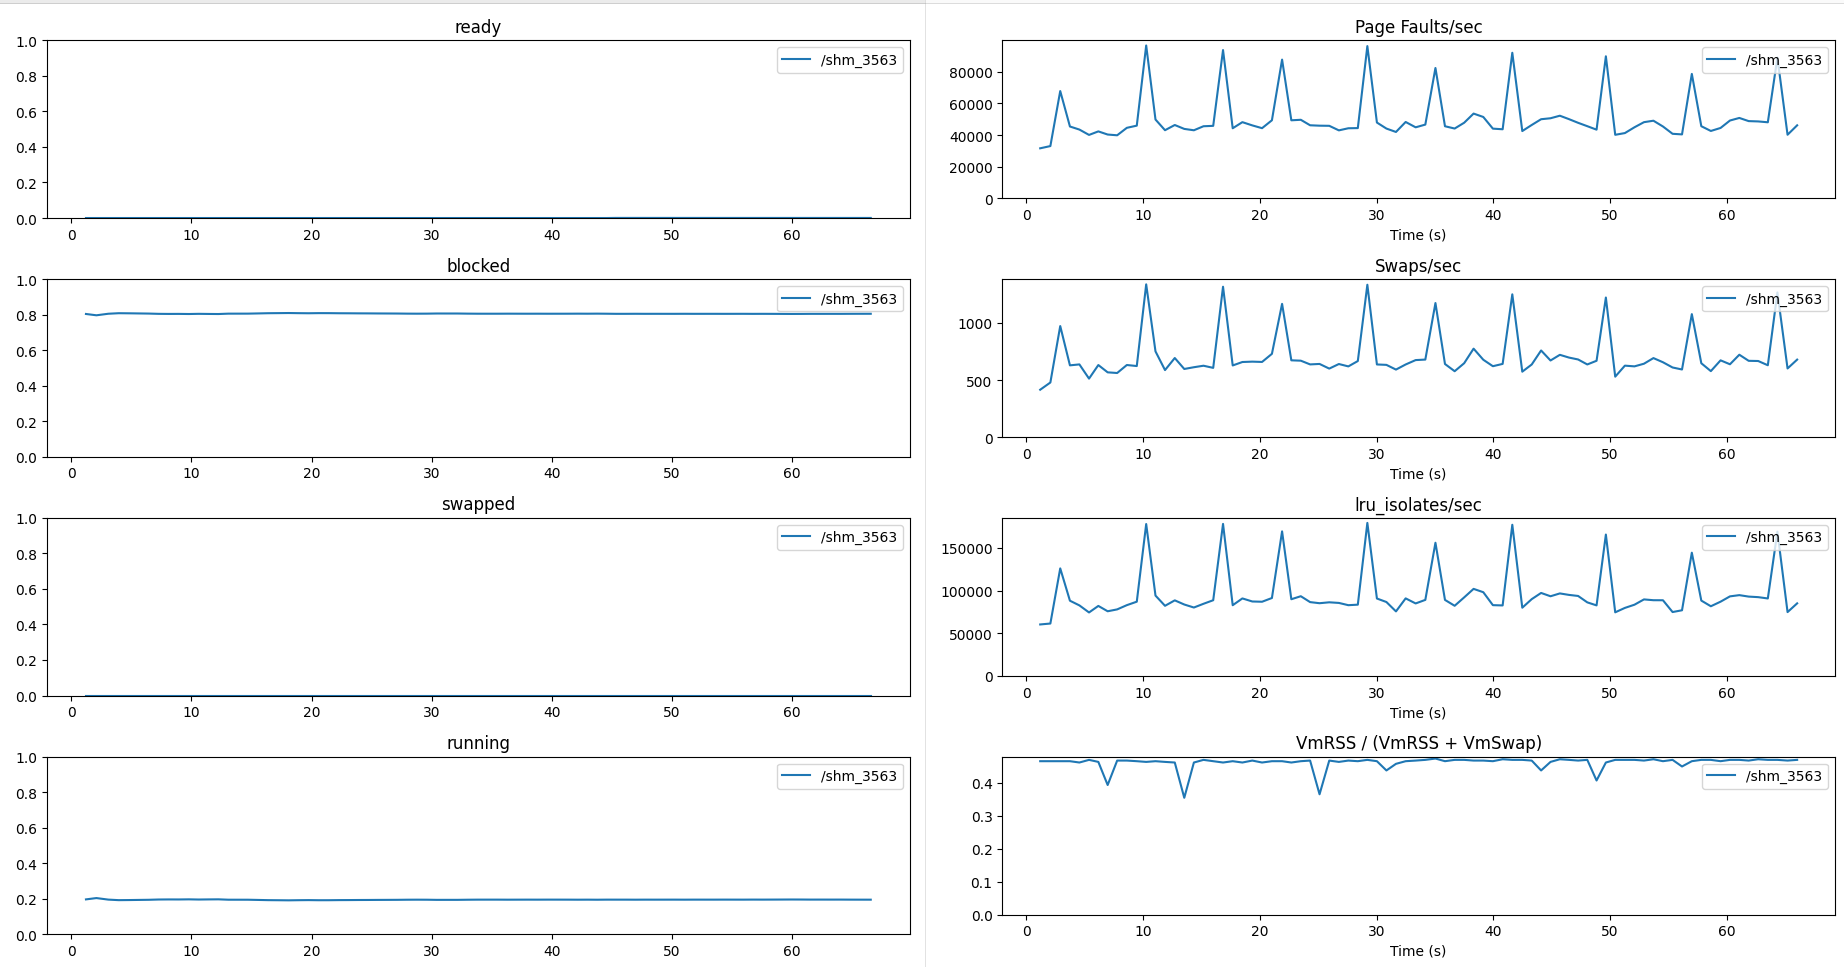 ready
/shm_3563
1.0
0.8
0.6
0.4
0.2
0.0
0 10 20 30 40 50 60
blocked
/shm_3563
1.0
0.8
0.6
0.4
0.2
0.0
0 10 20 30 40 50 60
swapped
/shm_3563
1.0
0.8
0.6
0.4
0.2
0.0
0 10 20 30 40 50 60
running
/shm_3563
1.0
0.8
0.6
0.4
0.2
0.0
0 10 20 30 40 50 60
Page Faults/sec
/shm_3563
80000
60000
40000
20000
0
0 10 20 30 40 50 60
Time (s)
Swaps/sec
/shm_3563
1000
500
0
0 10 20 30 40 50 60
Time (s)
lru_isolates/sec
/shm_3563
150000
100000
50000
0
0 10 20 30 40 50 60
Time (s)
VmRSS / (VmRSS + VmSwap)
/shm_3563
0.4
0.3
0.2
0.1
0.0
0 10 20 30 40 50 60
Time (s)